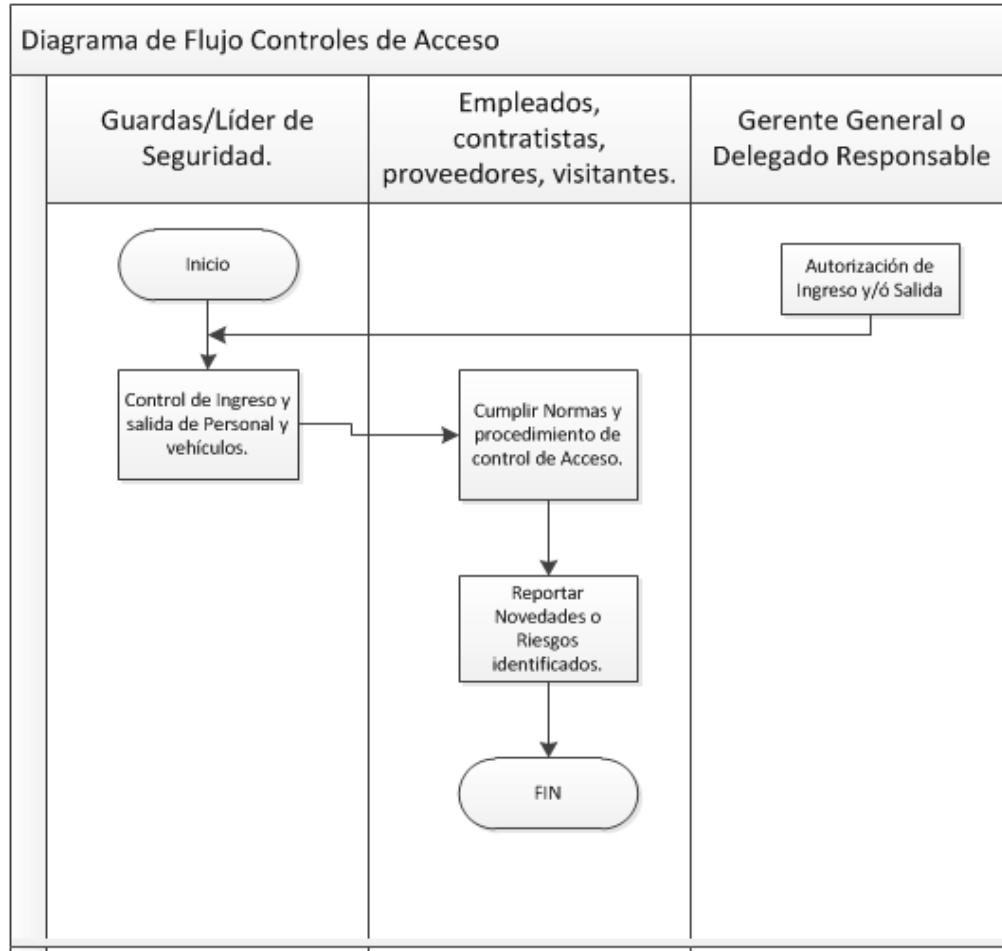 Diagrama de Flujo Controles de Acceso
Guardas/Líder de
Seguridad.
Empleados,
contratistas,
proveedores, visitantes.
Gerente General o
Delegado Responsable
Inicio
Autorización de
Ingreso y/ó Salida
Control de Ingreso y
salida de Personal y
vehículos.
Cumplir Normas y
procedimiento de
control de Acceso.
Reportar
Novedades o
Riesgos
identificados.
FIN